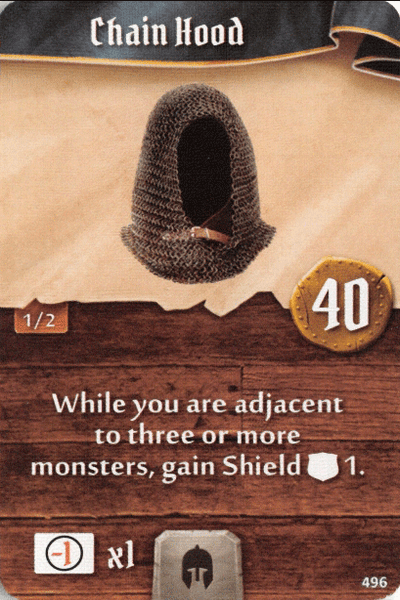 Chain Hood
1/2
40
While you are adjacent
to three or more
monsters, gain Shield 1.
-1 x1
496